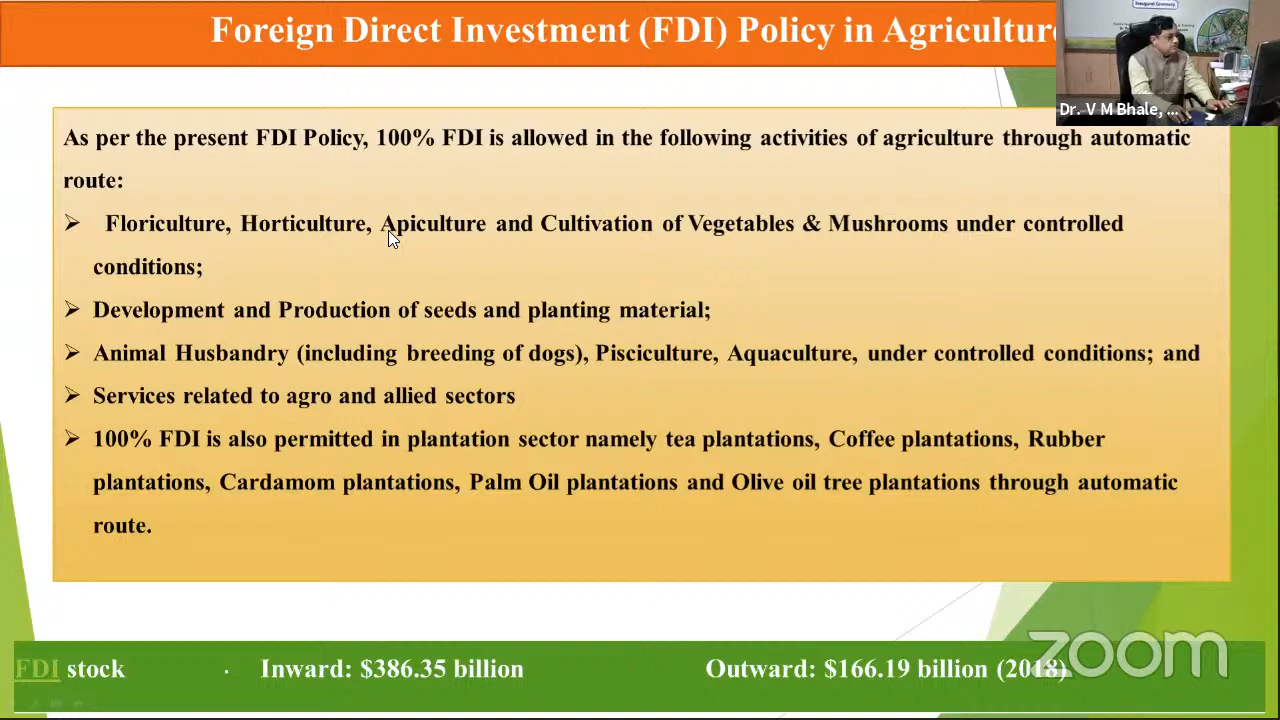 Foreign Direct Investment (FDI) Policy in Agriculture
Inaugural Ceremony
Dr. V M Bhale, ...
As per the present FDI Policy, 100% FDI is allowed in the following activities of agriculture through automatic
route:
➢ Floriculture, Horticulture, Apiculture and Cultivation of Vegetables & Mushrooms under controlled
conditions;
➢ Development and Production of seeds and planting material;
➢ Animal Husbandry (including breeding of dogs), Pisciculture, Aquaculture, under controlled conditions; and
➢ Services related to agro and allied sectors
➢ 100% FDI is also permitted in plantation sector namely tea plantations, Coffee plantations, Rubber
plantations, Cardamom plantations, Palm Oil plantations and Olive oil tree plantations through automatic
route.
zoom
FDI stock . Inward: $386.35 billion Outward: $166.19 billion (2018)